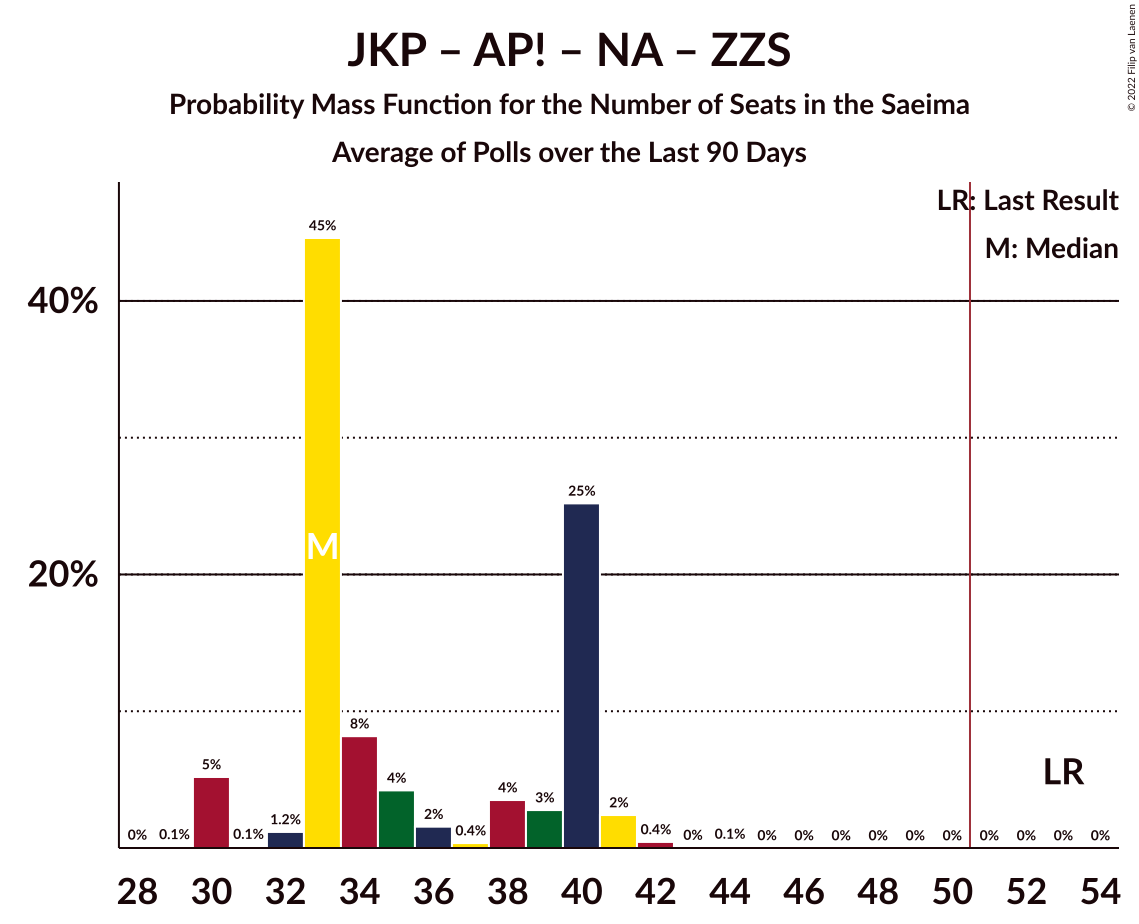 JKP – AP! – NA – ZZS
Probability Mass Function for the Number of Seats in the Saeima
Average of Polls over the Last 90 Days
© 2022 Filip van Laenen
LR: Last Result
M: Median
40%
20%
0% 0.1% 5% 0.1% 1.2% 45% 8% 4% 2% 0.4% 4% 3% 25% 2% 0.4% 0% 0.1% 0% 0% 0% 0% 0% 0% 0% 0% 0% 0%
M
LR
28 30 32 34 36 38 40 42 44 46 48 50 52 54